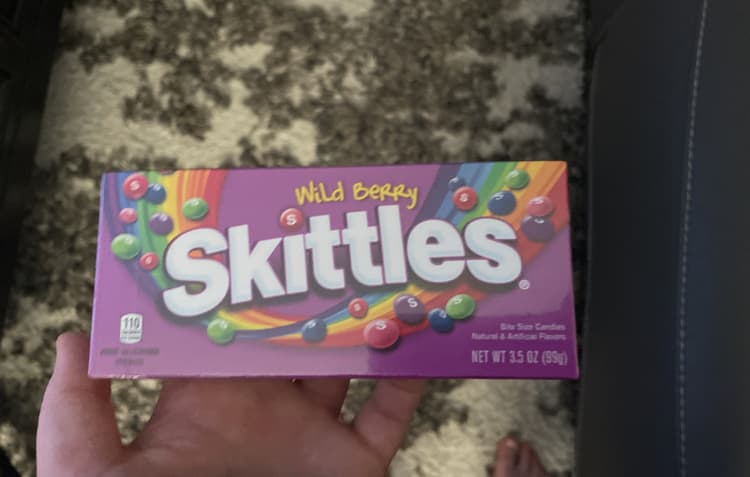 Wild Berry
Skittles®
110
Bite Size Candies
Natural & Artificial Flavors
NET WT 3.5 OZ (99g)